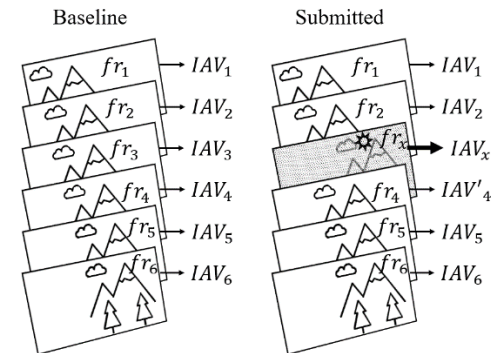 Baseline Submitted
fr₁ IAV₁ fr₁ IAV₁
fr₂ IAV₂ fr₂ IAV₂
fr₃ IAV₃ frₓ IAVₓ
fr₄ IAV₄ fr₄ IAV'₄
fr₅ IAV₅ fr₅ IAV₅
fr₆ IAV₆ fr₆ IAV₆